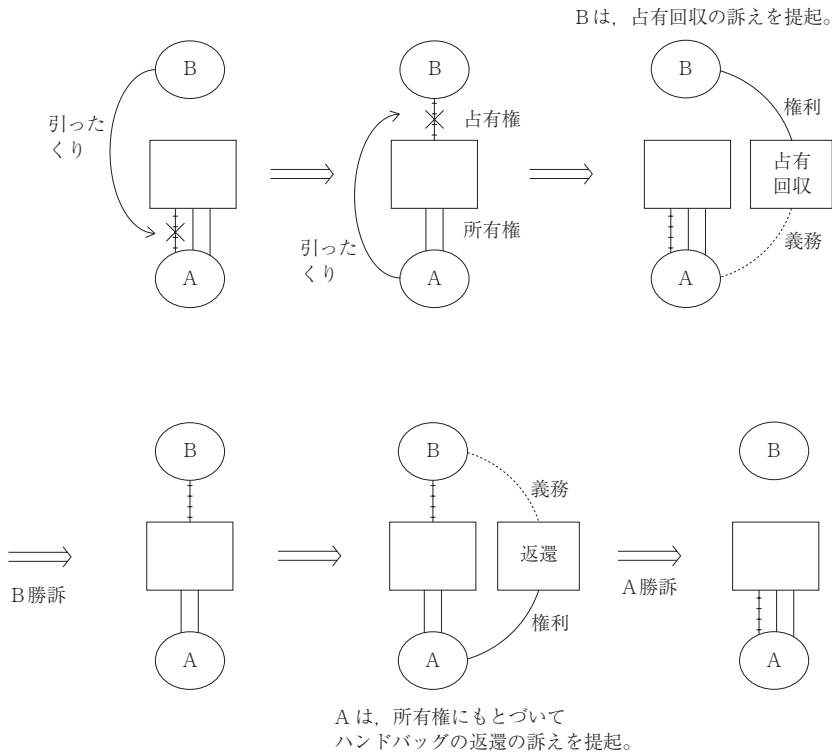 Bは，占有回収の訴えを提起。
B
引った
くり
A
B
占有権
所有権
引った
くり
A
B
権利
占有
回収
義務
A
B勝訴
B
A
B
義務
返還
権利
A
Aは，所有権にもとづいて
ハンドバッグの返還の訴えを提起。
A勝訴
B
A